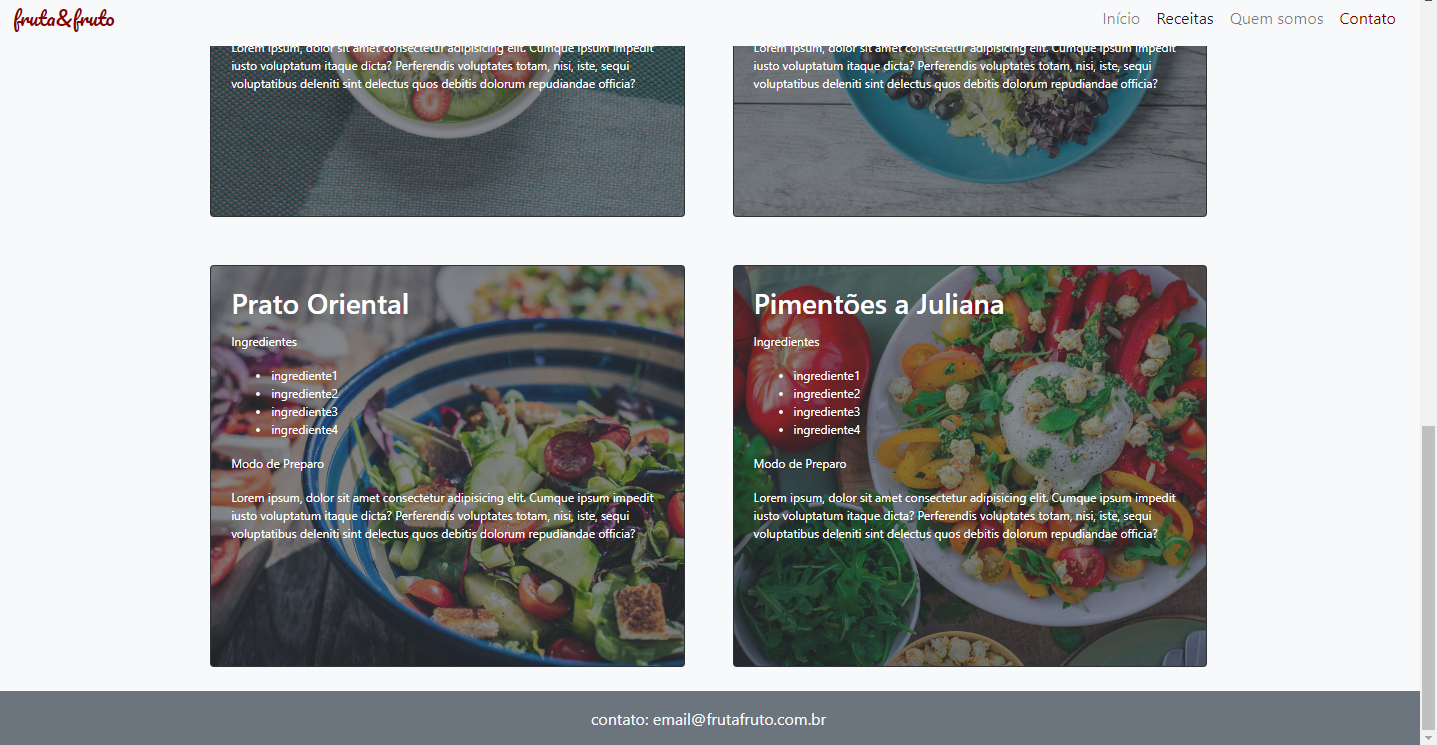 fruta&fruto
Início Receitas Quem somos Contato
Lorem ipsum, dolor sit amet consectetur adipisicing elit. Cumque ipsum impedit
iusto voluptatum itaque dicta? Perferendis voluptates totam, nisi, iste, sequi
voluptatibus deleniti sint delectus quos debitis dolorum repudiandae officia?
Lorem ipsum, dolor sit amet consectetur adipisicing elit. Cumque ipsum impedit
iusto voluptatum itaque dicta? Perferendis voluptates totam, nisi, iste, sequi
voluptatibus deleniti sint delectus quos debitis dolorum repudiandae officia?
Prato Oriental
Ingredientes
ingrediente1
ingrediente2
ingrediente3
ingrediente4
Modo de Preparo
Lorem ipsum, dolor sit amet consectetur adipisicing elit. Cumque ipsum impedit
iusto voluptatum itaque dicta? Perferendis voluptates totam, nisi, iste, sequi
voluptatibus deleniti sint delectus quos debitis dolorum repudiandae officia?
Pimentões a Juliana
Ingredientes
ingrediente1
ingrediente2
ingrediente3
ingrediente4
Modo de Preparo
Lorem ipsum, dolor sit amet consectetur adipisicing elit. Cumque ipsum impedit
iusto voluptatum itaque dicta? Perferendis voluptates totam, nisi, iste, sequi
voluptatibus deleniti sint delectus quos debitis dolorum repudiandae officia?
contato: email@frutafruto.com.br